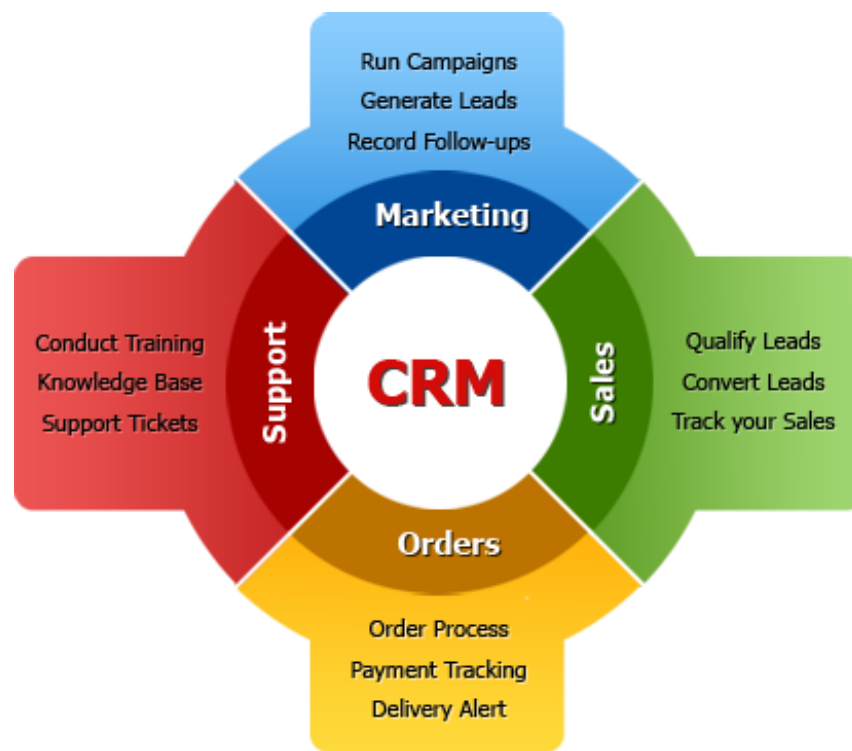 Run Campaigns
Generate Leads
Record Follow-ups
Marketing
Conduct Training
Knowledge Base
Support Tickets
Support
CRM
Sales
Qualify Leads
Convert Leads
Track your Sales
Orders
Order Process
Payment Tracking
Delivery Alert